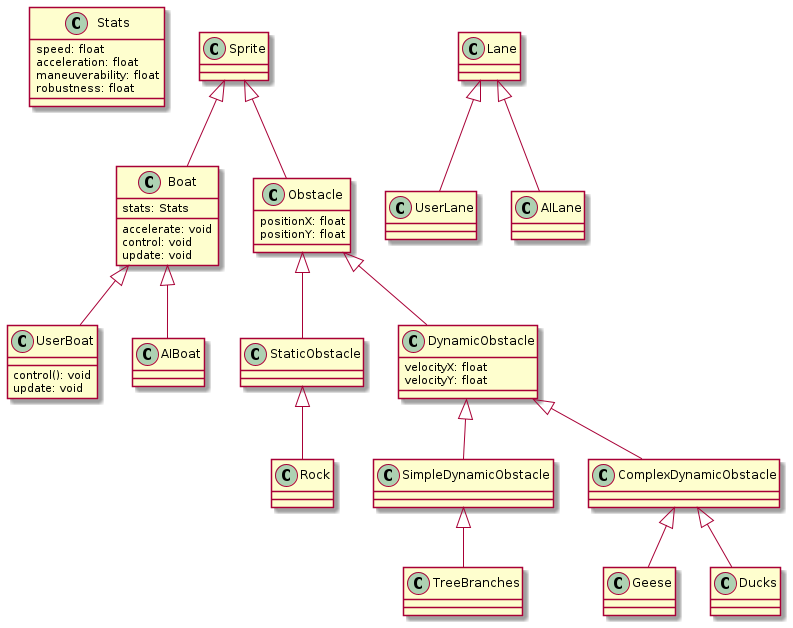 C Stats
speed: float
acceleration: float
maneuverability: float
robustness: float
C Sprite
C Lane
C Boat
stats: Stats
accelerate: void
control: void
update: void
C Obstacle
positionX: float
positionY: float
C UserLane
C AILane
C UserBoat
control(): void
update: void
C AIBoat
C StaticObstacle
C DynamicObstacle
velocityX: float
velocityY: float
C Rock
C SimpleDynamicObstacle
C ComplexDynamicObstacle
C TreeBranches
C Geese
C Ducks